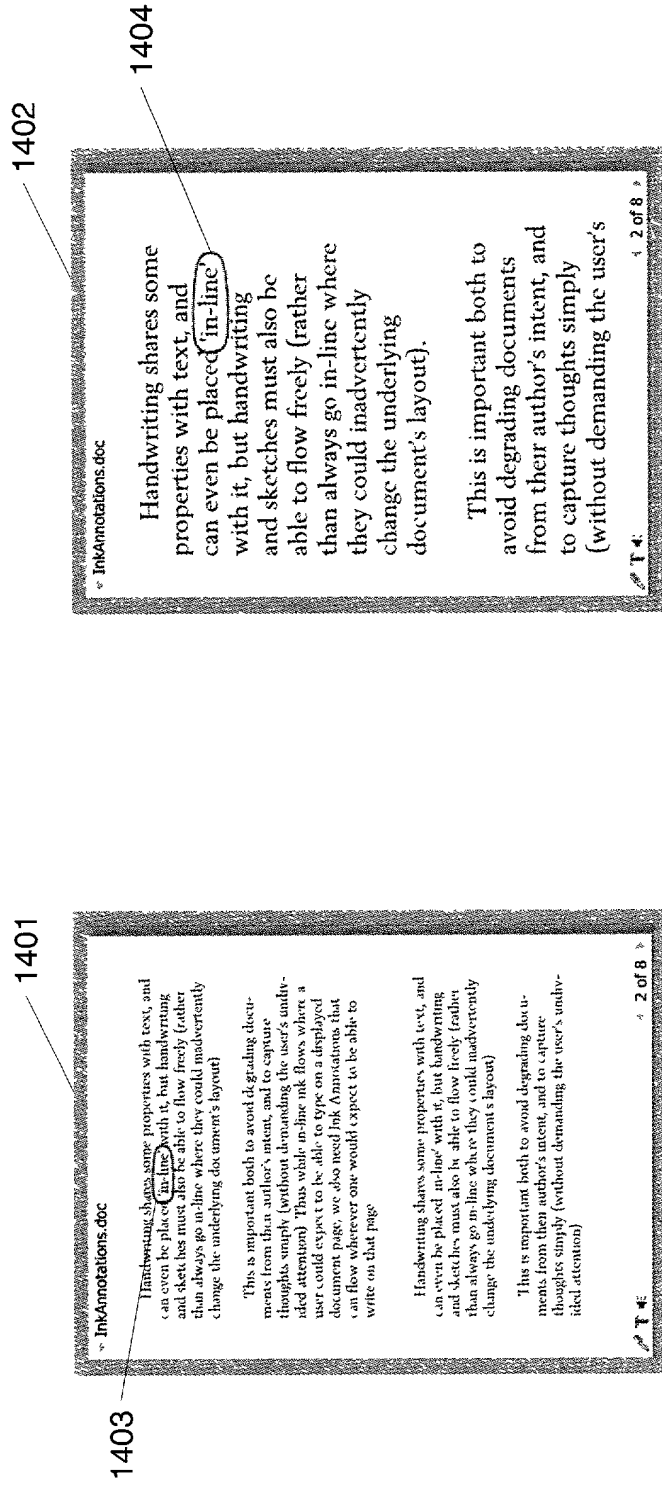 1401
InkAnnotations.doc
Handwriting shares some properties with text, and
can even be placed 'in-line' with it, but handwriting
and sketches must also be able to flow freely (rather
than always go in-line where they could inadvertently
change the underlying document's layout)
This is important both to avoid degrading docu-
ments from their author's intent, and to capture
thoughts simply (without demanding the user's undiv-
ided attention) Thus while in-line ink flows where a
user could expect to be able to type on a displayed
document page, we also need Ink Annotations that
can flow wherever one would expect to be able to
write on that page
Handwriting shares some properties with text, and
can even be placed 'in-line' with it, but handwriting
and sketches must also be able to flow freely (rather
than always go in-line where they could inadvertently
change the underlying document's layout)
This is important both to avoid degrading docu-
ments from their author's intent, and to capture
thoughts simply (without demanding the user's undiv-
ided attention)
T
2 of 8
1403
1402
InkAnnotations.doc
Handwriting shares some
properties with text, and
can even be placed 'in-line'
with it, but handwriting
and sketches must also be
able to flow freely (rather
than always go in-line where
they could inadvertently
change the underlying
document's layout).
This is important both to
avoid degrading documents
from their author's intent, and
to capture thoughts simply
(without demanding the user's
T
2 of 8
1404